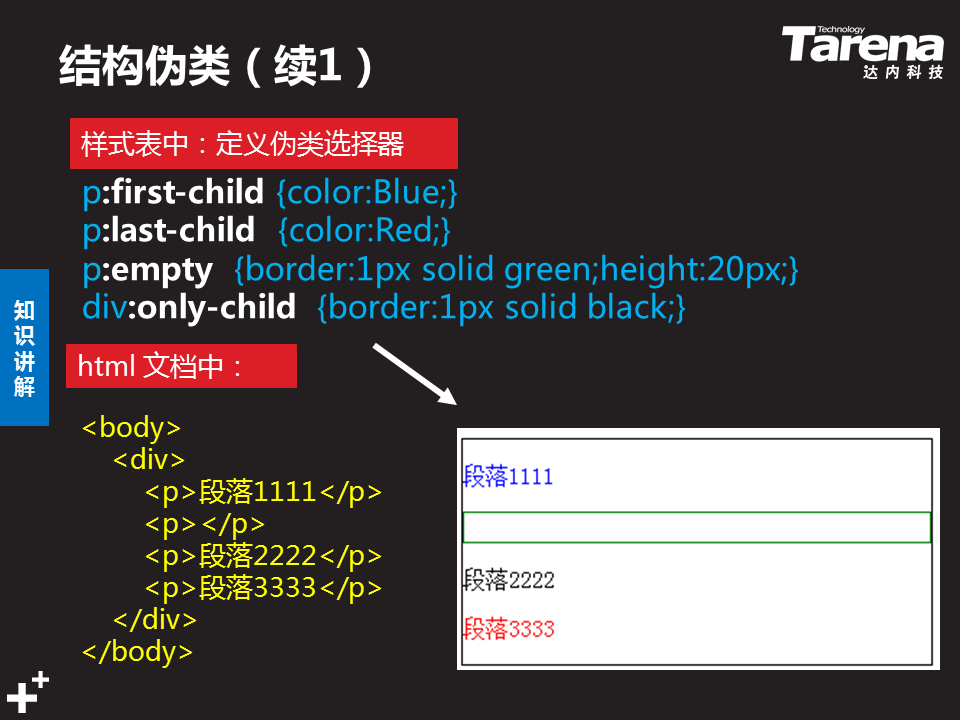 结构伪类（续1）
Technology
Tarena
达内科技
样式表中：定义伪类选择器
p:first-child {color:Blue;}
p:last-child {color:Red;}
p:empty {border:1px solid green;height:20px;}
div:only-child {border:1px solid black;}
知识讲解
html 文档中：
<body>
<div>
<p>段落1111</p>
<p></p>
<p>段落2222</p>
<p>段落3333</p>
</div>
</body>
段落1111
段落2222
段落3333